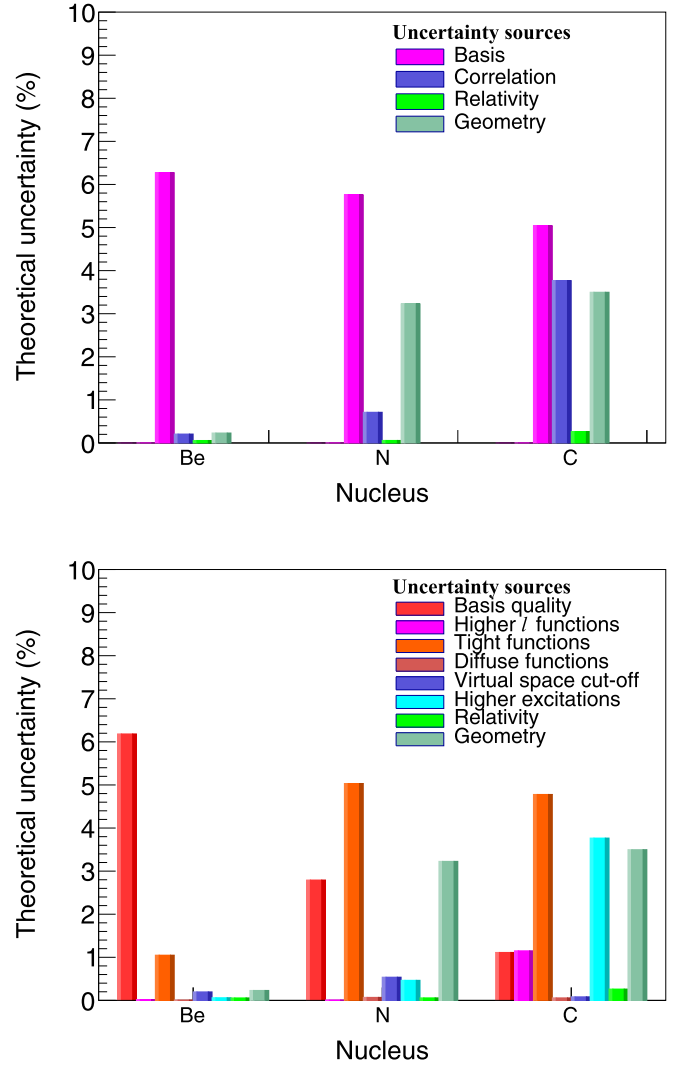 10
9
8
7
6
5
4
3
2
1
0
Theoretical uncertainty (%)
Uncertainty sources
Basis
Correlation
Relativity
Geometry
Be
N
C
Nucleus
10
9
8
7
6
5
4
3
2
1
0
Theoretical uncertainty (%)
Uncertainty sources
Basis quality
Higher l functions
Tight functions
Diffuse functions
Virtual space cut-off
Higher excitations
Relativity
Geometry
Be
N
C
Nucleus